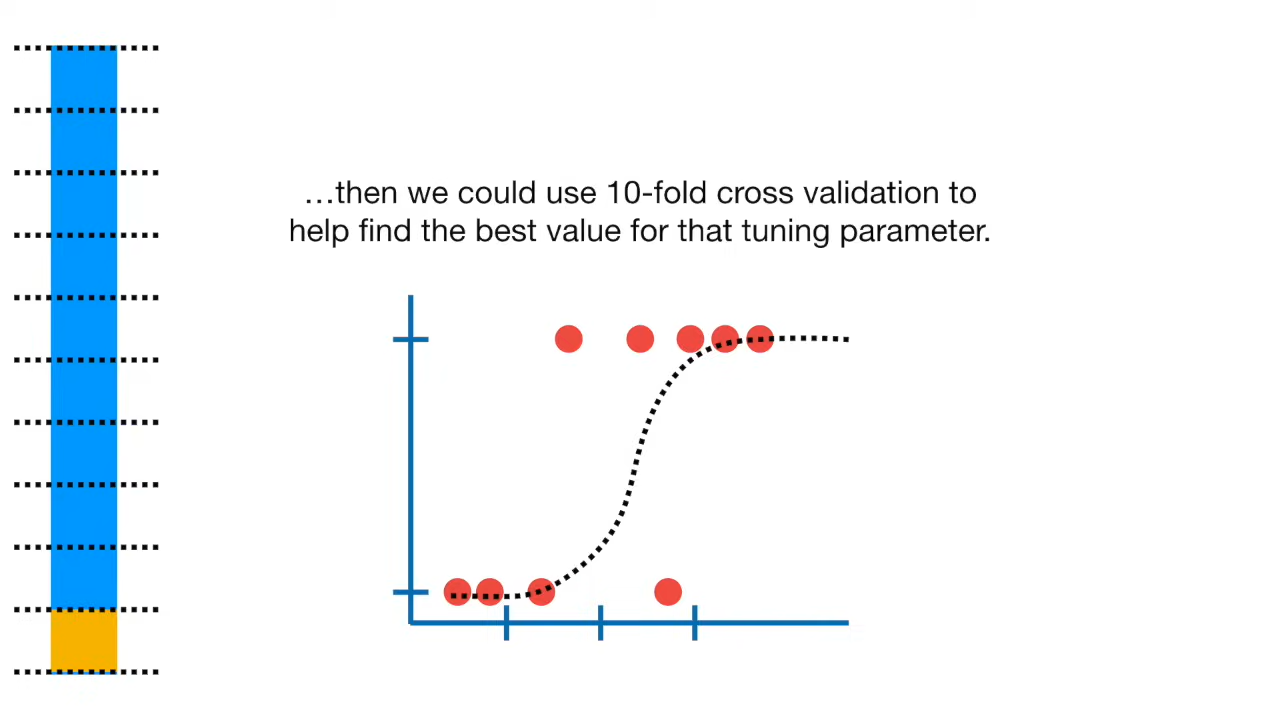 …then we could use 10-fold cross validation to
help find the best value for that tuning parameter.